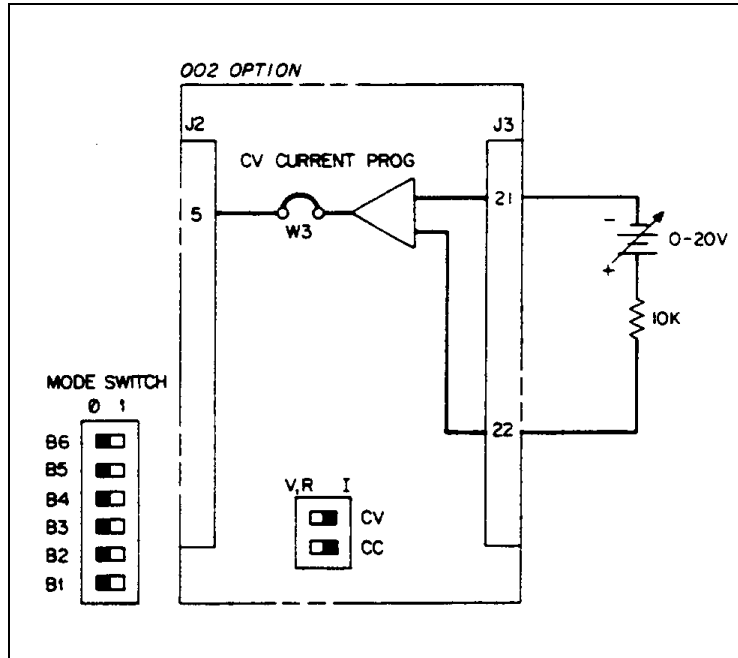 002 OPTION
J2
J3
CV CURRENT PROG
5
W3
21
-
0-20V
+
10K
MODE SWITCH
0 1
B6
B5
B4
B3
B2
B1
22
V,R I
CV
CC